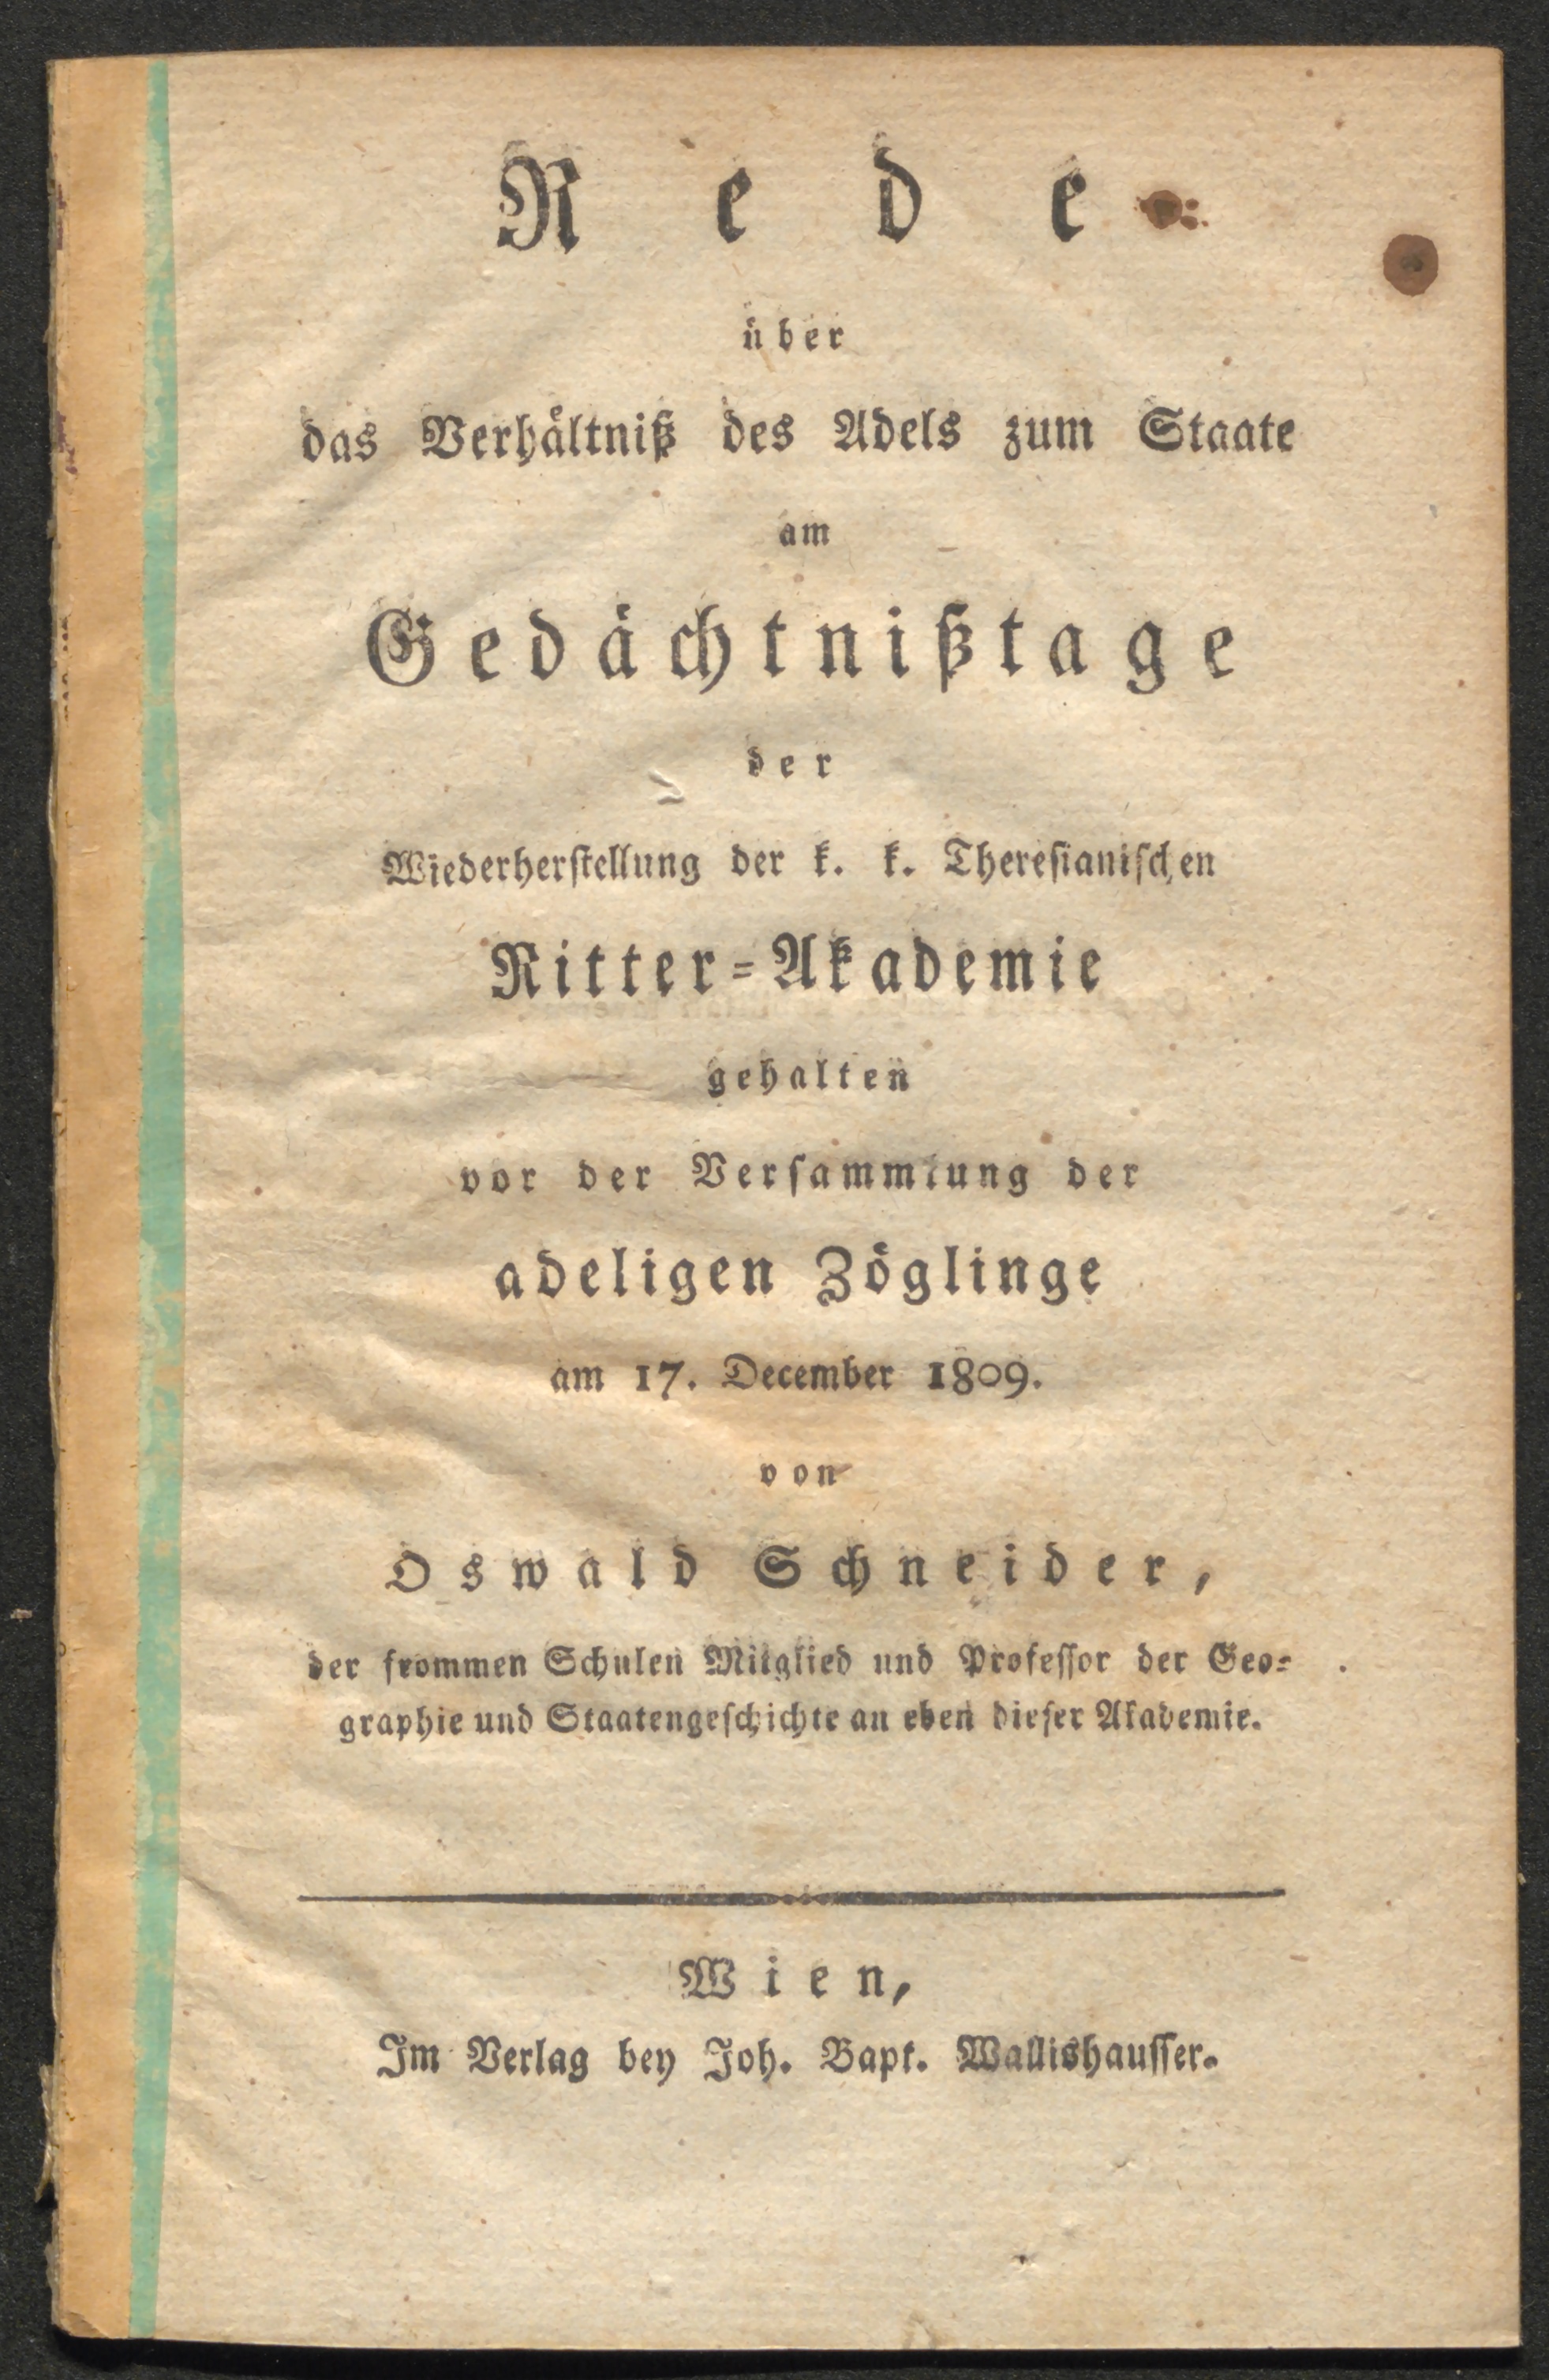 Rede
über
das Verhältniß des Adels zum Staate
am
Gedächtnißtage
der
Wiederherstellung der k. k. Theresianischen
Ritter=Akademie
gehalten
vor der Versammlung der
adeligen Zöglinge
am 17. December 1809.
von
Oswald Schneider,
der frommen Schulen Mitglied und Professor der Geo=
graphie und Staatengeschichte an eben dieser Akademie.
Wien,
Im Verlag bey Joh. Bapt. Wallishausser.